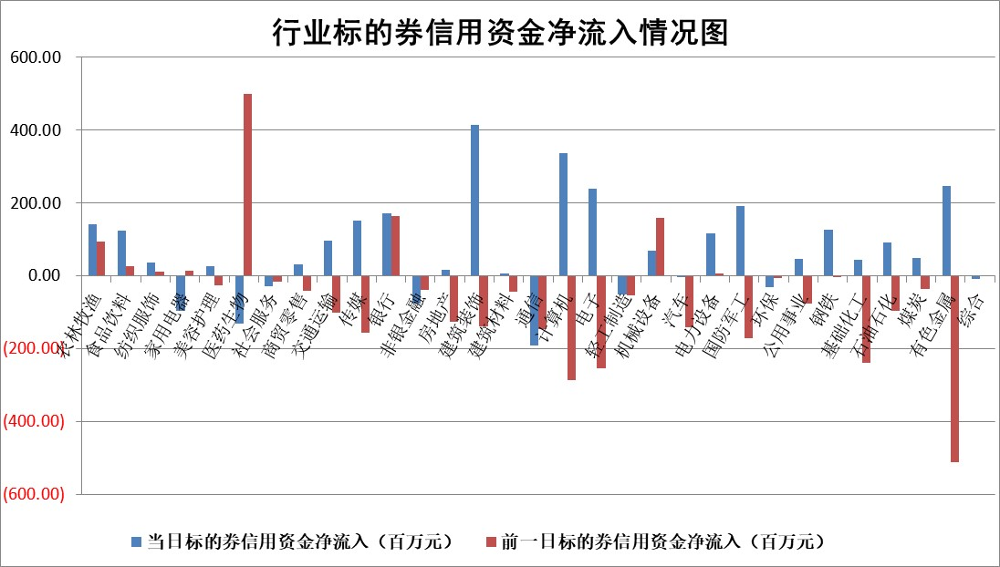 行业标的券信用资金净流入情况图
600.00
400.00
200.00
0.00
(200.00)
(400.00)
(600.00)
农林牧渔
食品饮料
纺织服饰
家用电器
美容护理
医药生物
社会服务
商贸零售
交通运输
传媒
银行
非银金融
房地产
建筑装饰
建筑材料
通信
计算机
电子
轻工制造
机械设备
汽车
电力设备
国防军工
环保
公用事业
钢铁
基础化工
石油石化
煤炭
有色金属
综合
当日标的券信用资金净流入（百万元）
前一日标的券信用资金净流入（百万元）